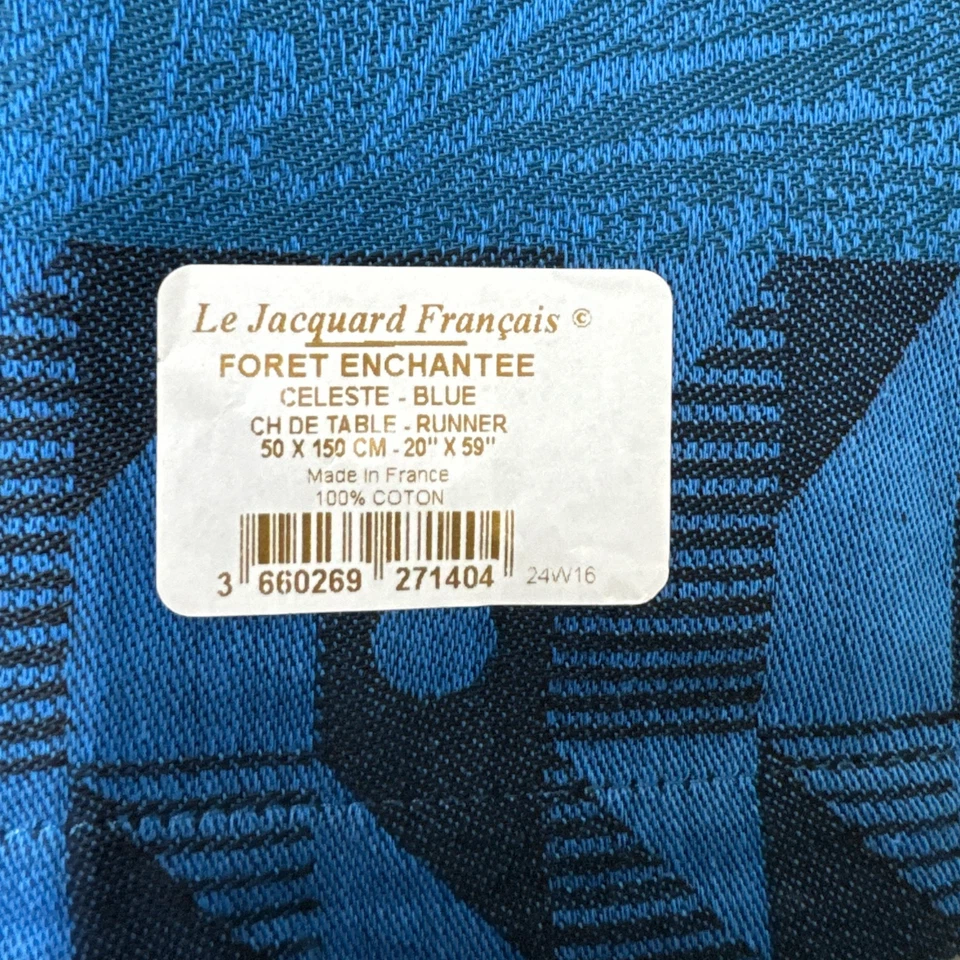 Le Jacquard Français ©
FORET ENCHANTEE
CELESTE - BLUE
CH DE TABLE - RUNNER
50 X 150 CM - 20" X 59"
Made In France
100% COTON
3 660269 271404 24W16